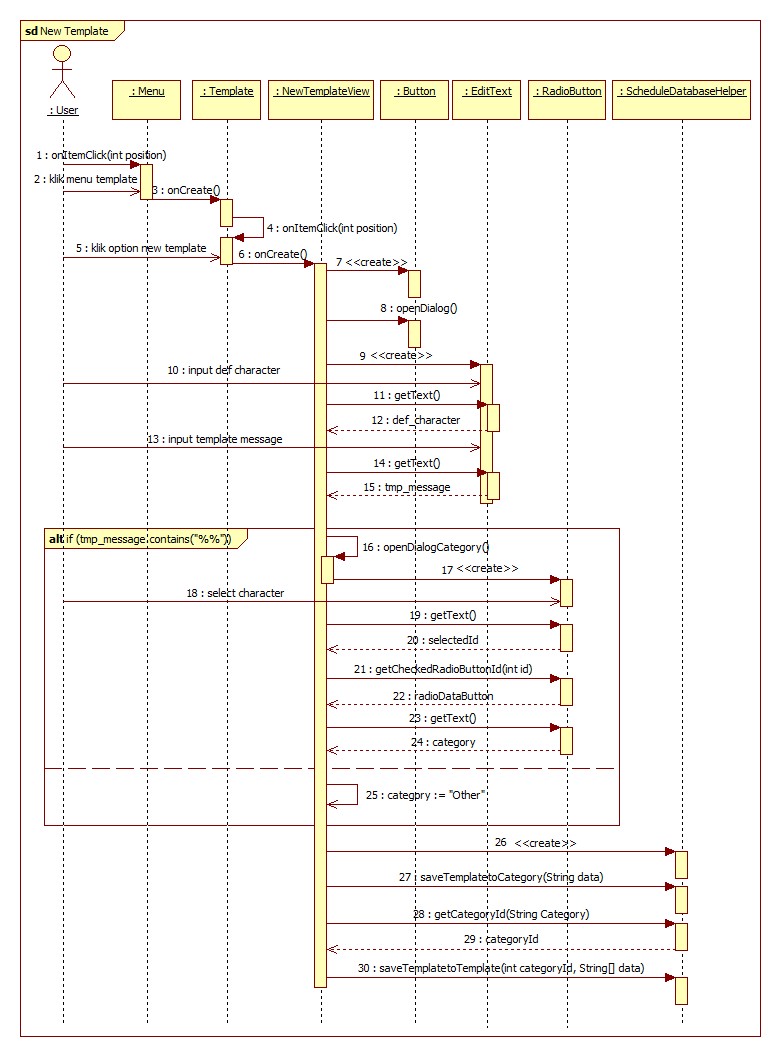 sd New Template
: User
: Menu
: Template
: NewTemplateView
: Button
: EditText
: RadioButton
: ScheduleDatabaseHelper
1 : onItemClick(int position)
2 : klik menu template
3 : onCreate()
4 : onItemClick(int position)
5 : klik option new template
6 : onCreate()
7 <<create>>
8 : openDialog()
9 <<create>>
10 : input def character
11 : getText()
12 : def_character
13 : input template message
14 : getText()
15 : tmp_message
alt if (tmp_message.contains("%%"))
16 : openDialogCategory()
17 <<create>>
18 : select character
19 : getText()
20 : selectedId
21 : getCheckedRadioButtonId(int id)
22 : radioDataButton
23 : getText()
24 : category
25 : category := "Other"
26 <<create>>
27 : saveTemplatetoCategory(String data)
28 : getCategoryId(String Category)
29 : categoryId
30 : saveTemplatetoTemplate(int categoryId, String[] data)